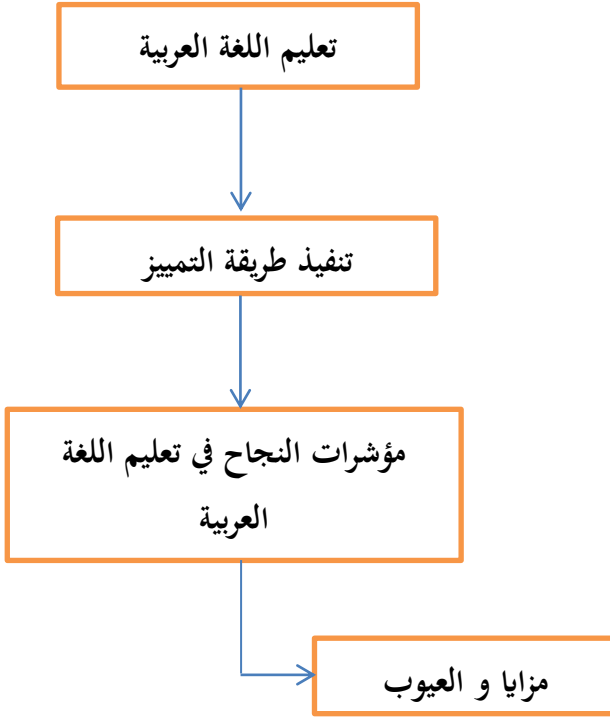 تعليم اللغة العربية
تنفيذ طريقة التمييز
مؤشرات النجاح في تعليم اللغة
العربية
مزايا و العيوب